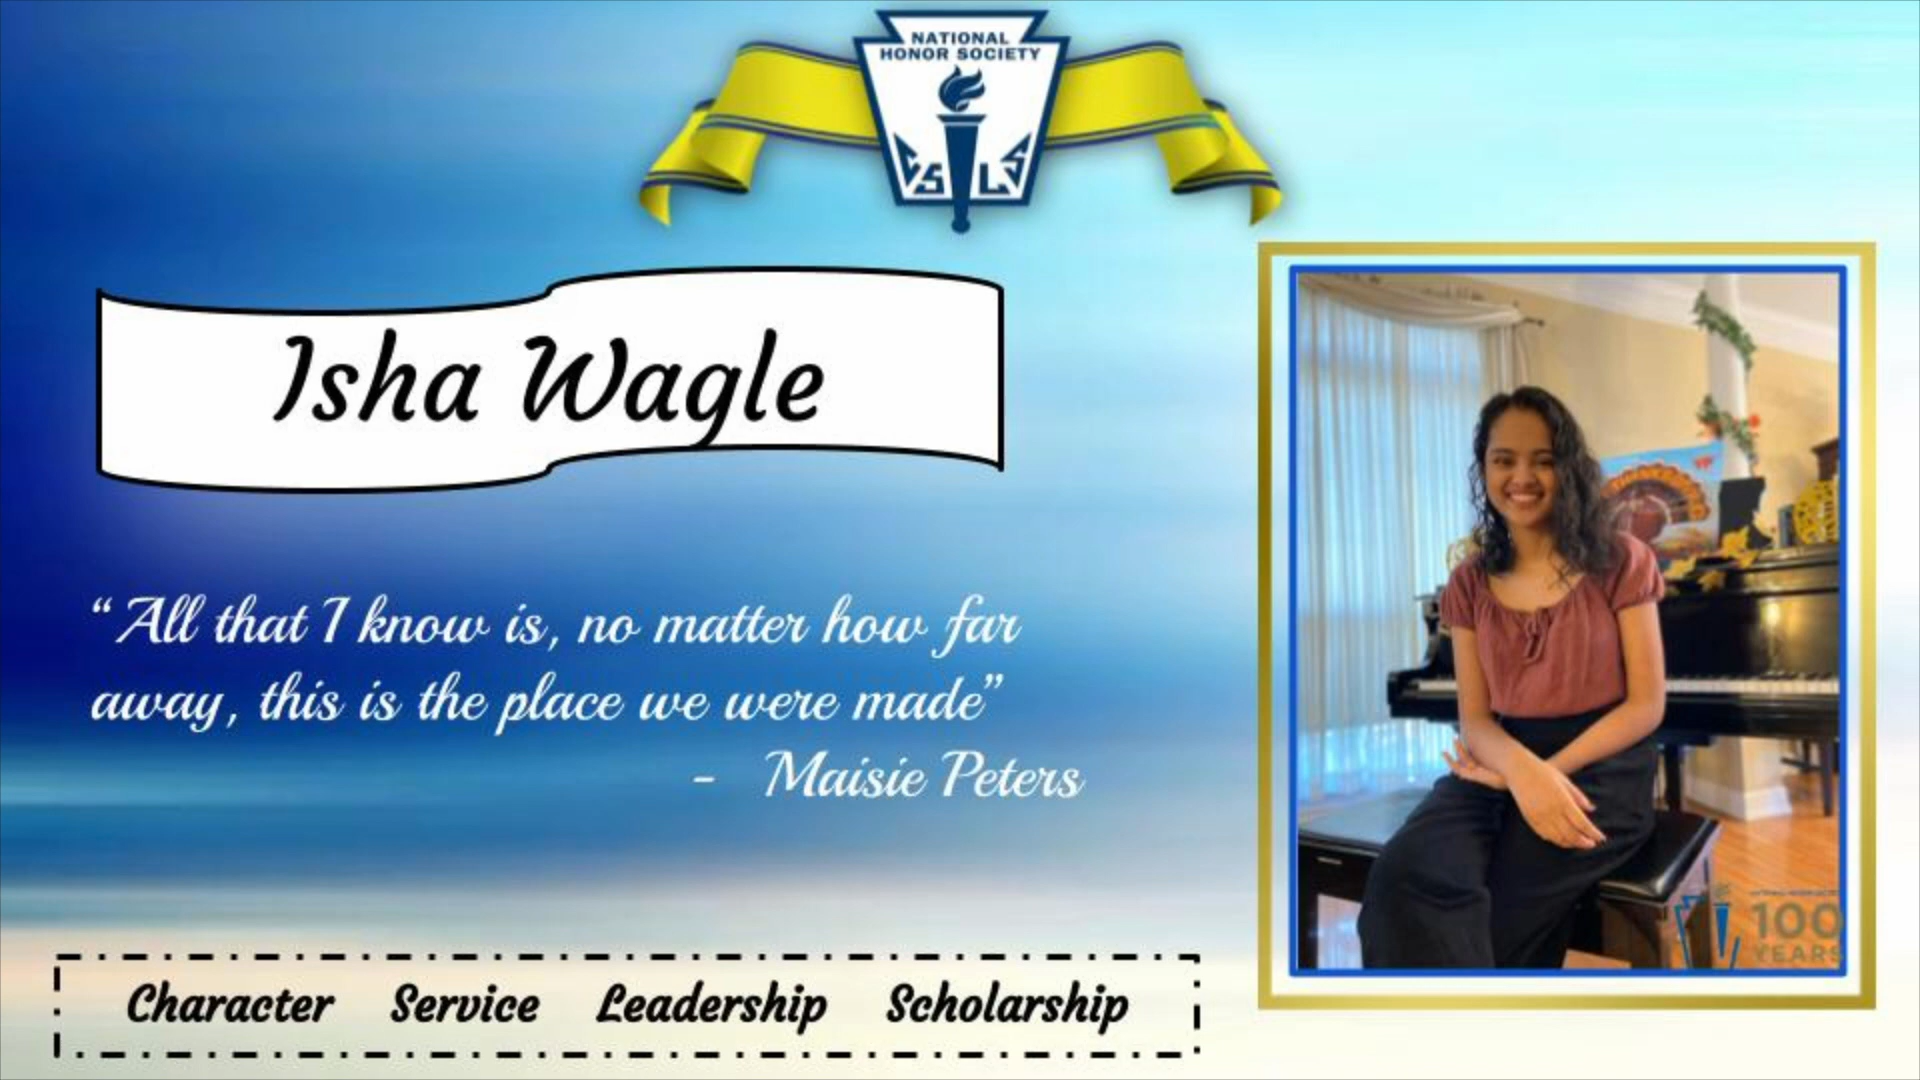 NATIONAL
HONOR SOCIETY
C S L S
Isha Wagle
“All that I know is, no matter how far
away, this is the place we were made”
- Maisie Peters
100
YEARS
Character Service Leadership Scholarship